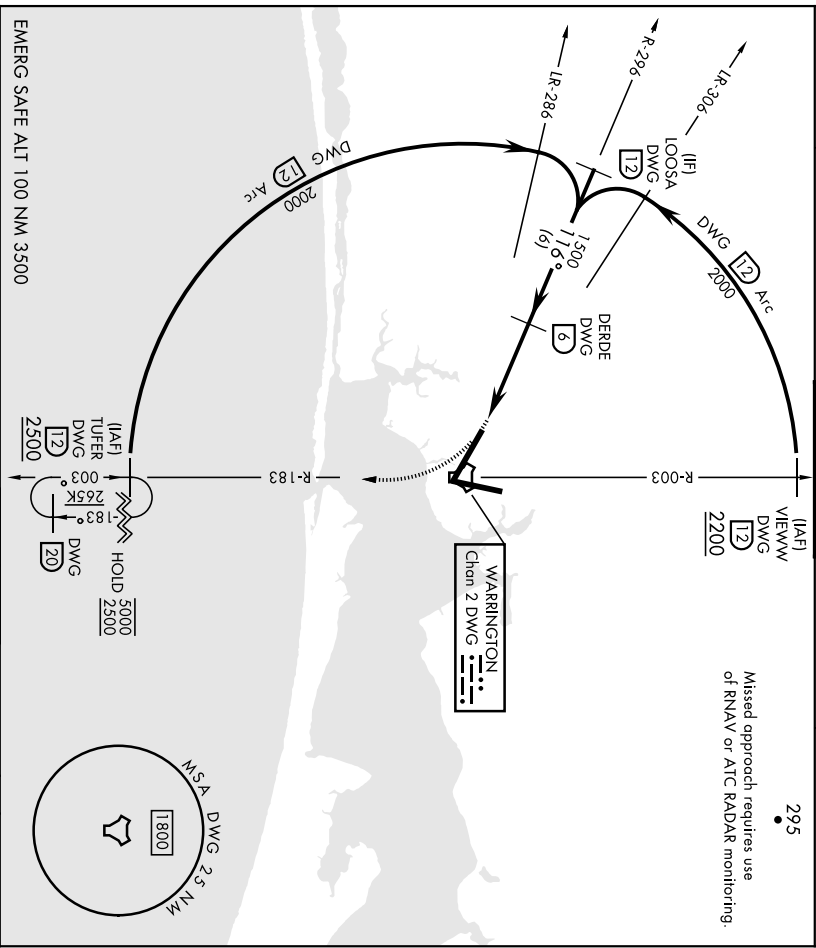 295
Missed approach requires use
of RNAV or ATC RADAR monitoring.
(IAF)
VIEWW
DWG
12
2200
R-003
DWG 12 Arc
2000
LR-306
R-296
LR-286
(IF)
LOOSA
DWG
12
1500
116°
(6)
DERDE
DWG
6
WARRINGTON
Chan 2 DWG
R-183
DWG 12 Arc
2000
(IAF)
TUFER
DWG
12
2500
003°
265K
-183°
HOLD
5000
2500
DWG
20
MSA DWG 25 NM
1800
EMERG SAFE ALT 100 NM 3500